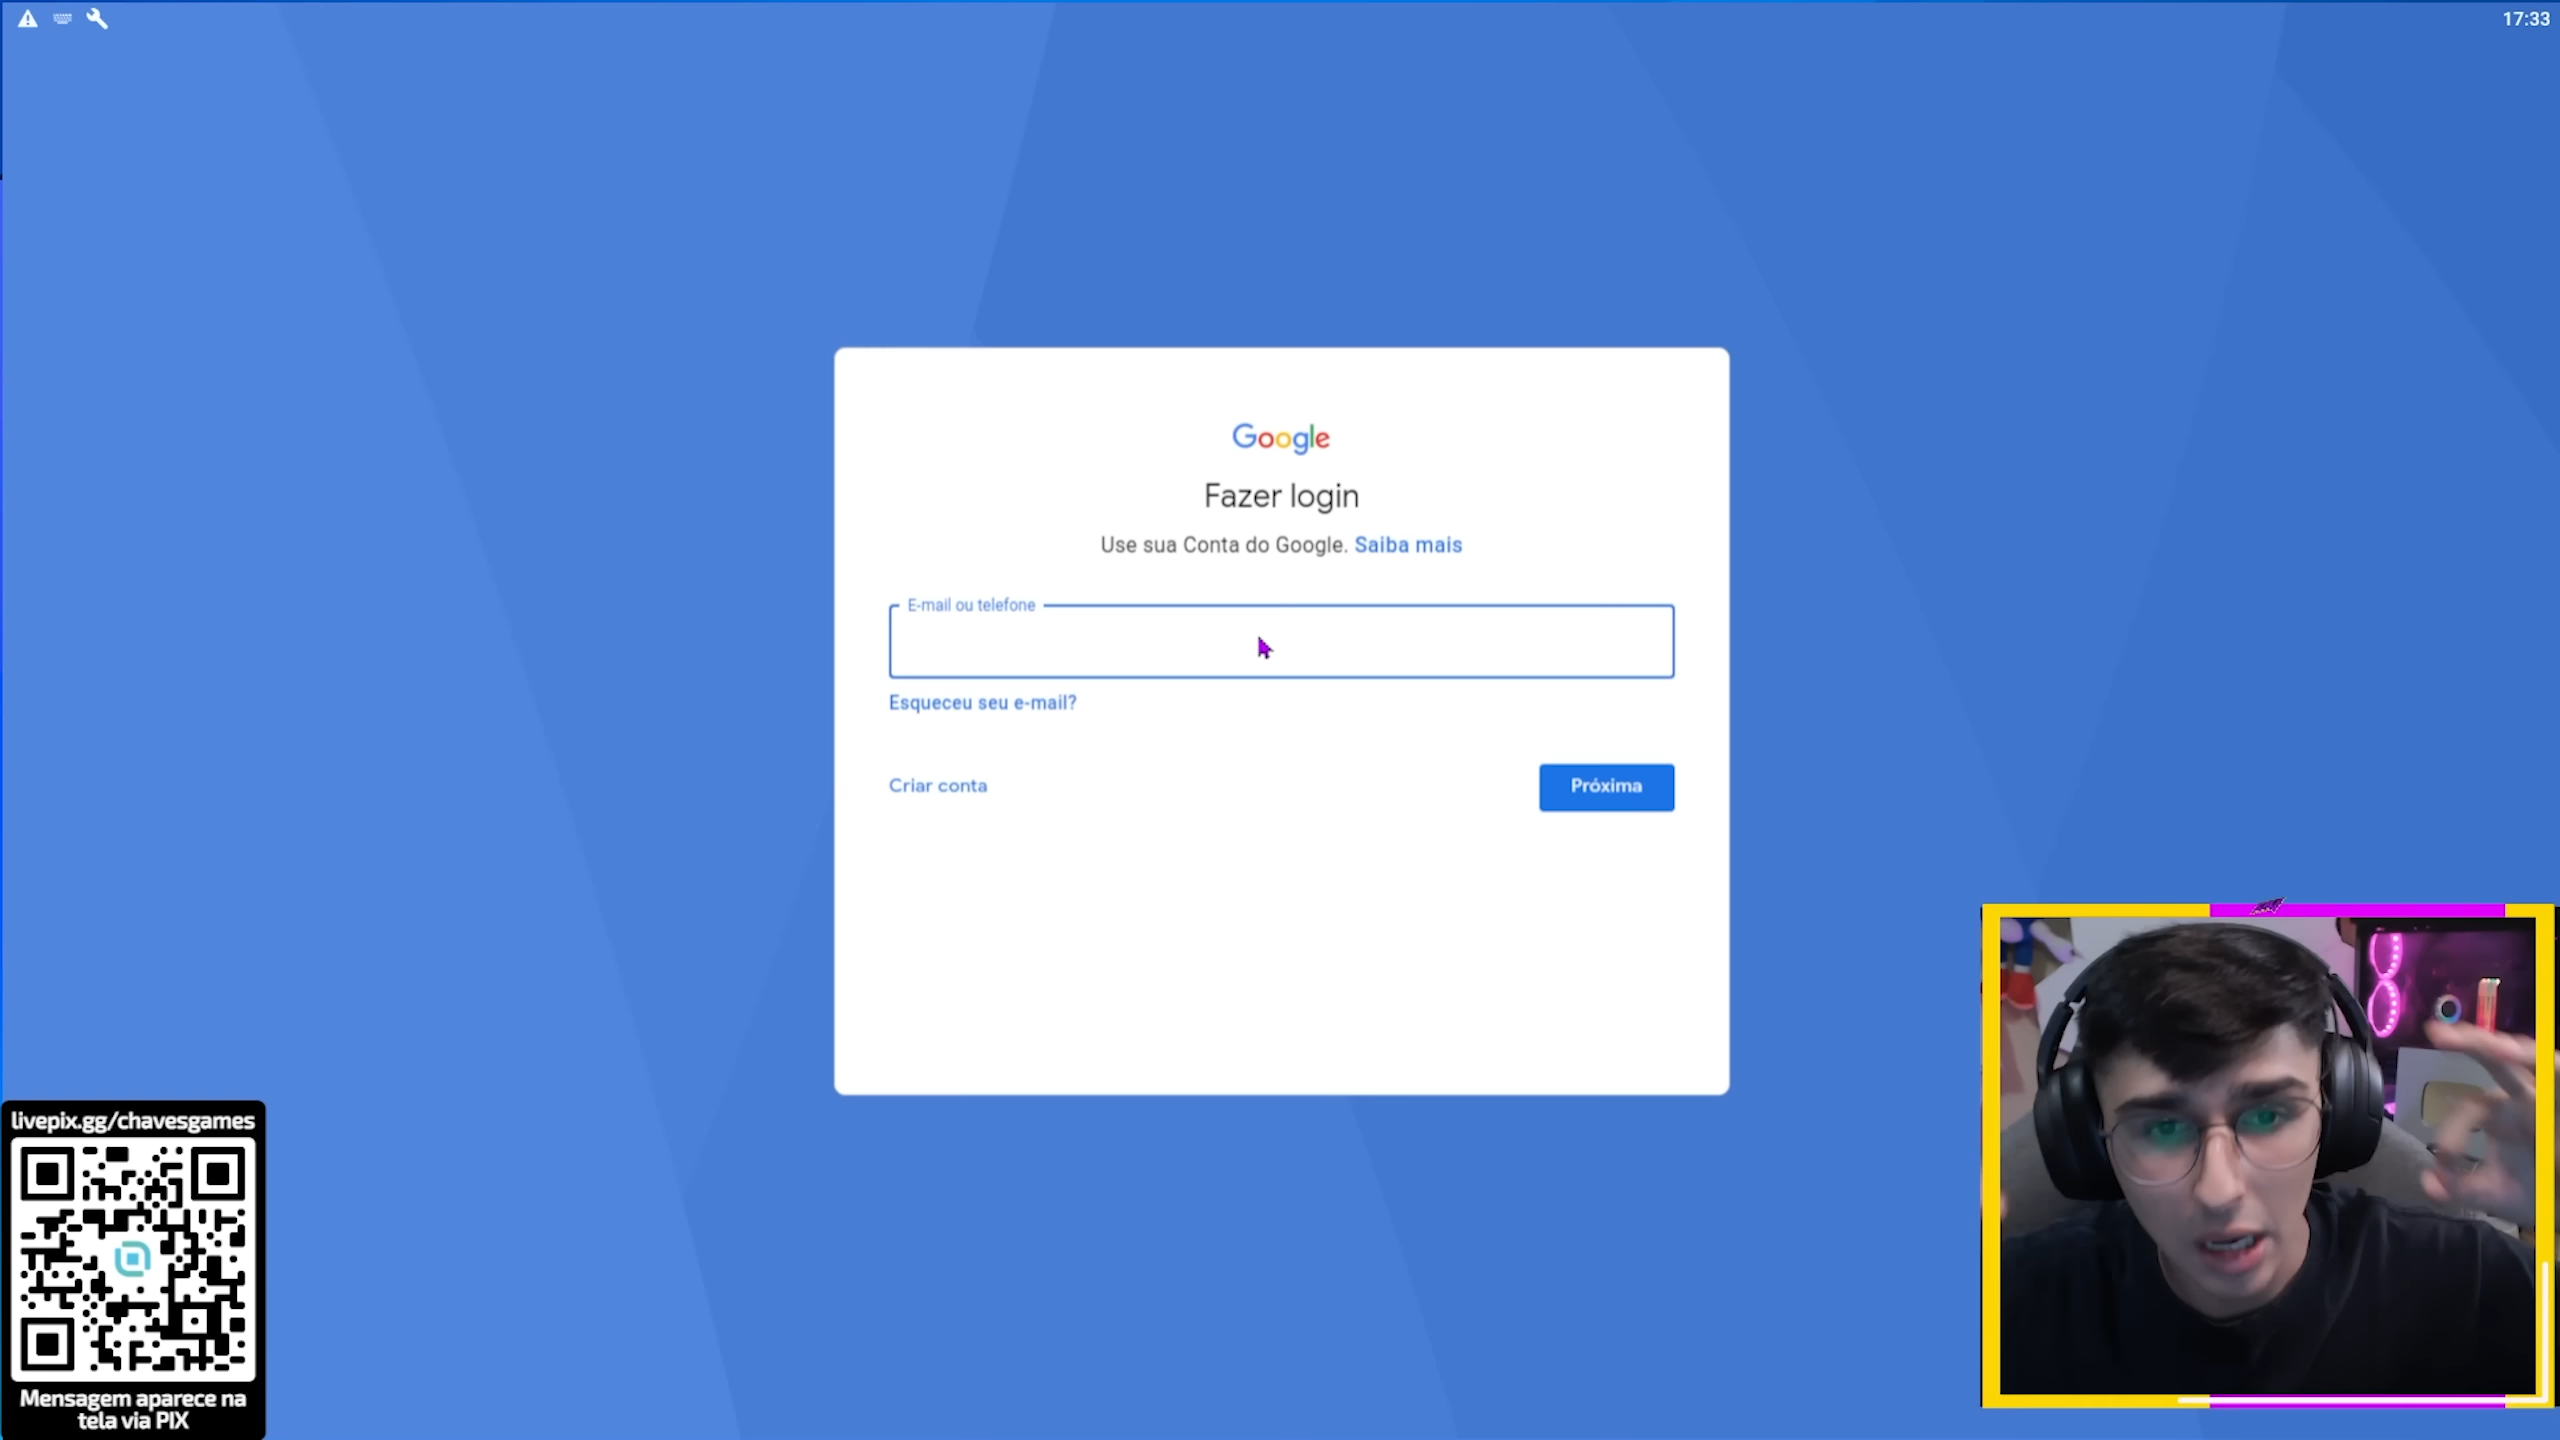 17:33
Google
Fazer login
Use sua Conta do Google. Saiba mais
E-mail ou telefone
Esqueceu seu e-mail?
Criar conta
Próxima
livepix.gg/chavesgames
Mensagem aparece na
tela via PIX